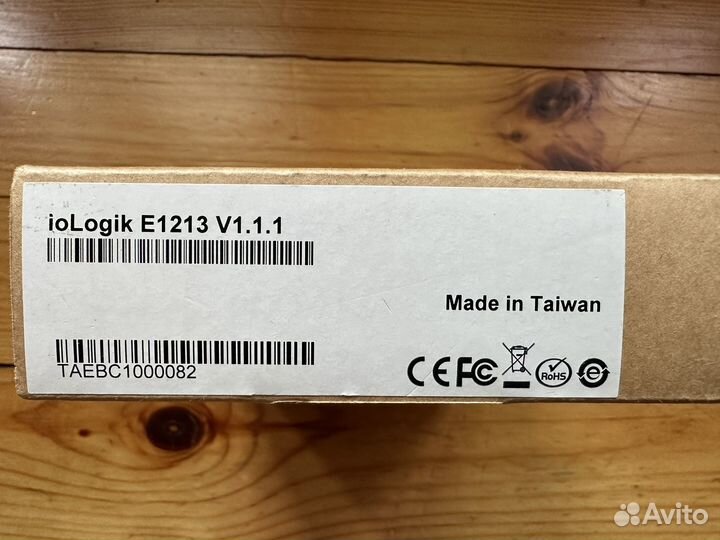 ioLogik E1213 V1.1.1
Made in Taiwan
TAEBC1000082
CE FC RoHS e
Avito